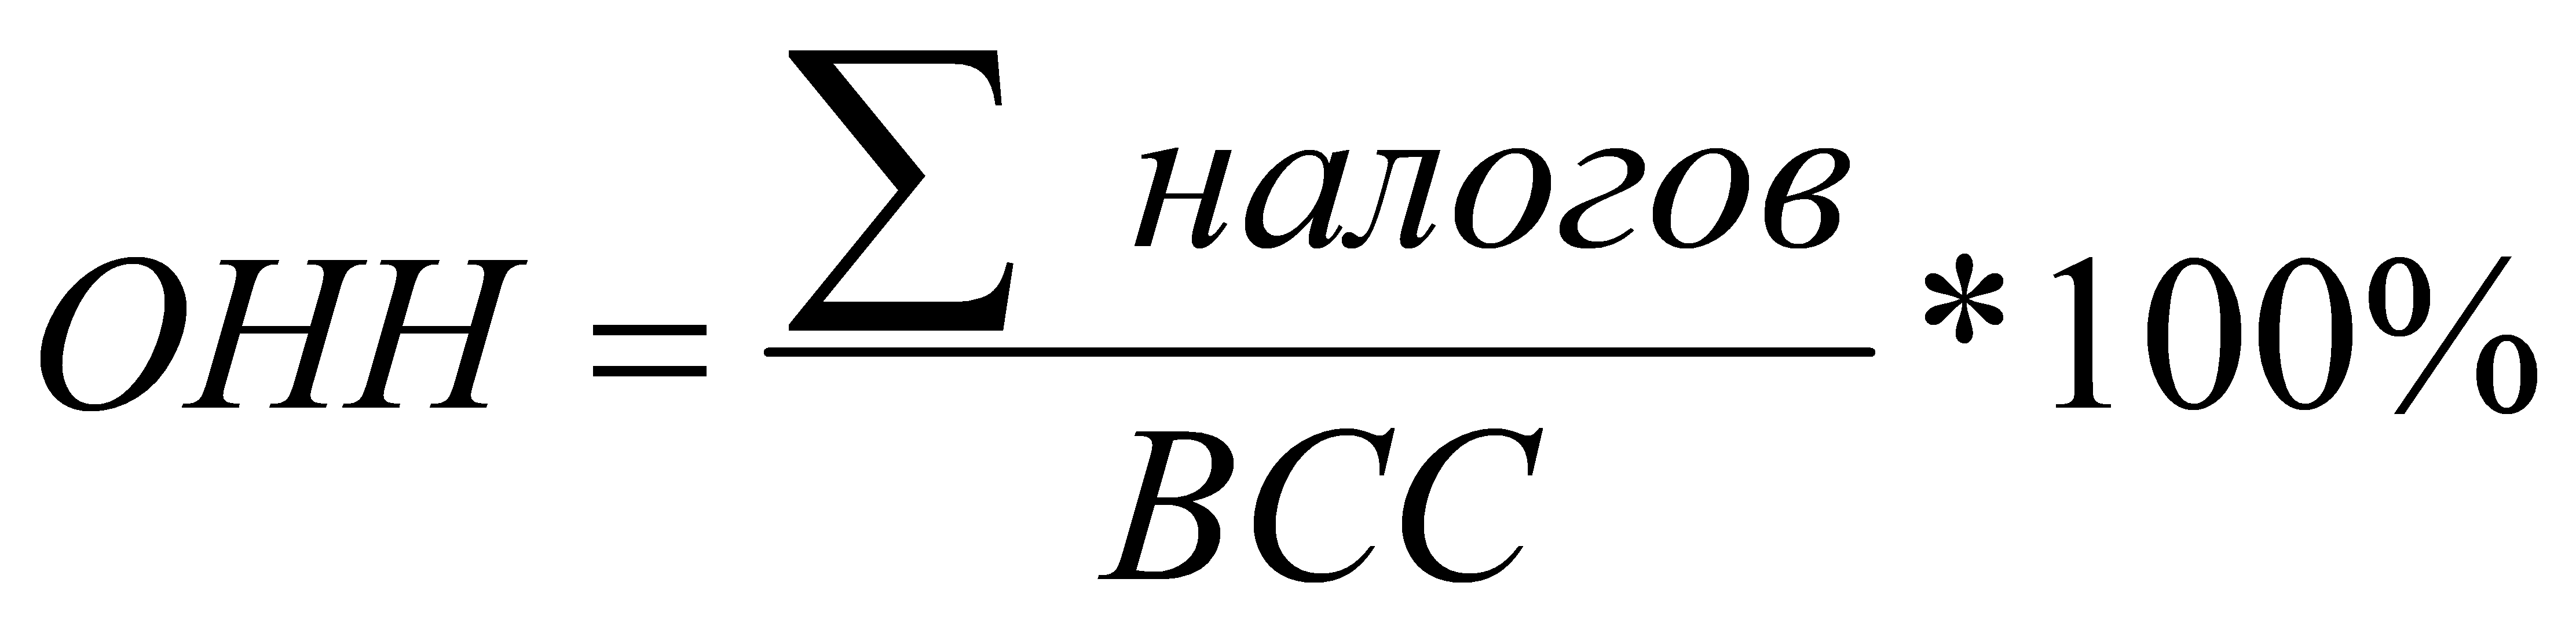 ОНН = ∑ налогов / ВСС *100%